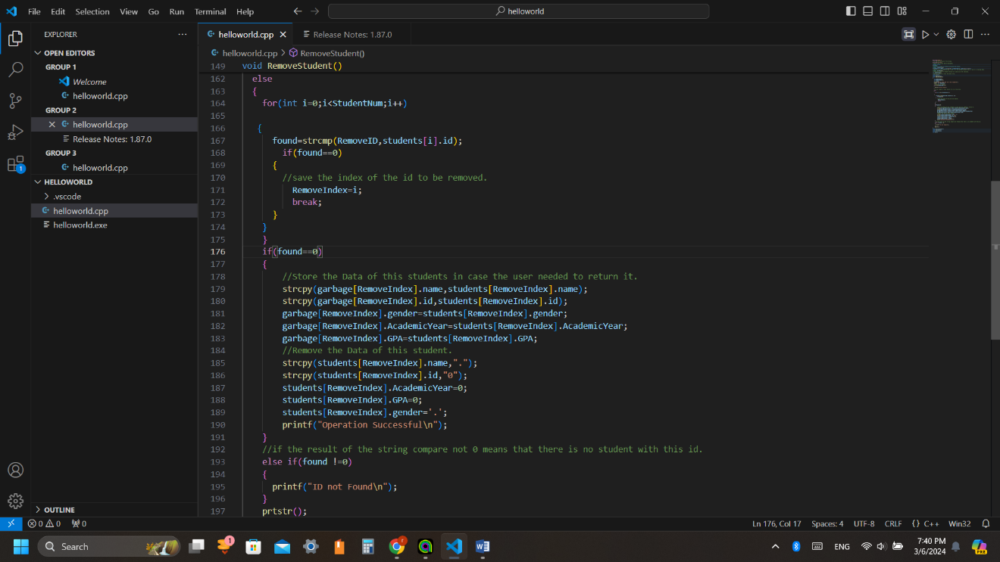 File Edit Selection View Go Run Terminal Help
helloworld
EXPLORER
OPEN EDITORS
GROUP 1
Welcome
helloworld.cpp
GROUP 2
helloworld.cpp
Release Notes: 1.87.0
GROUP 3
helloworld.cpp
HELLOWORLD
.vscode
helloworld.cpp
helloworld.exe
OUTLINE
1
helloworld.cpp
Release Notes: 1.87.0
helloworld.cpp > RemoveStudent()
149 void RemoveStudent()
162 else
163 {
164 for(int i=0;i<StudentNum;i++)
165
166 {
167 found=strcmp(RemoveID,students[i].id);
168 if(found==0)
169 {
170 //save the index of the id to be removed.
171 RemoveIndex=i;
172 break;
173 }
174 }
175 }
176 if(found==0)
177 {
178 //Store the Data of this students in case the user needed to return it.
179 strcpy(garbage[RemoveIndex].name,students[RemoveIndex].name);
180 strcpy(garbage[RemoveIndex].id,students[RemoveIndex].id);
181 garbage[RemoveIndex].gender=students[RemoveIndex].gender;
182 garbage[RemoveIndex].AcademicYear=students[RemoveIndex].AcademicYear;
183 garbage[RemoveIndex].GPA=students[RemoveIndex].GPA;
184 //Remove the Data of this student.
185 strcpy(students[RemoveIndex].name,".");
186 strcpy(students[RemoveIndex].id,"0");
187 students[RemoveIndex].AcademicYear=0;
188 students[RemoveIndex].GPA=0;
189 students[RemoveIndex].gender='.';
190 printf("Operation Successful\n");
191 }
192 //if the result of the string compare not 0 means that there is no student with this id.
193 else if(found !=0)
194 {
195 printf("ID not Found\n");
196 }
197 prtstr();
0 0 0
Ln 176, Col 17 Spaces: 4 UTF-8 CRLF {} C++ Win32
Search
1
ENG
7:40 PM
3/6/2024
PRE